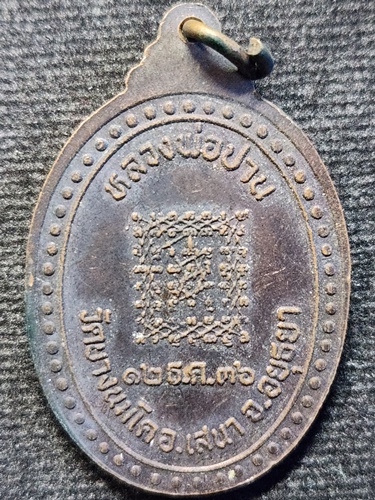 หลวงพ่อปาน
๑๒ ธ.ค.๓๖
วัดบางนมโค อ.เสนา จ.อยุธยา